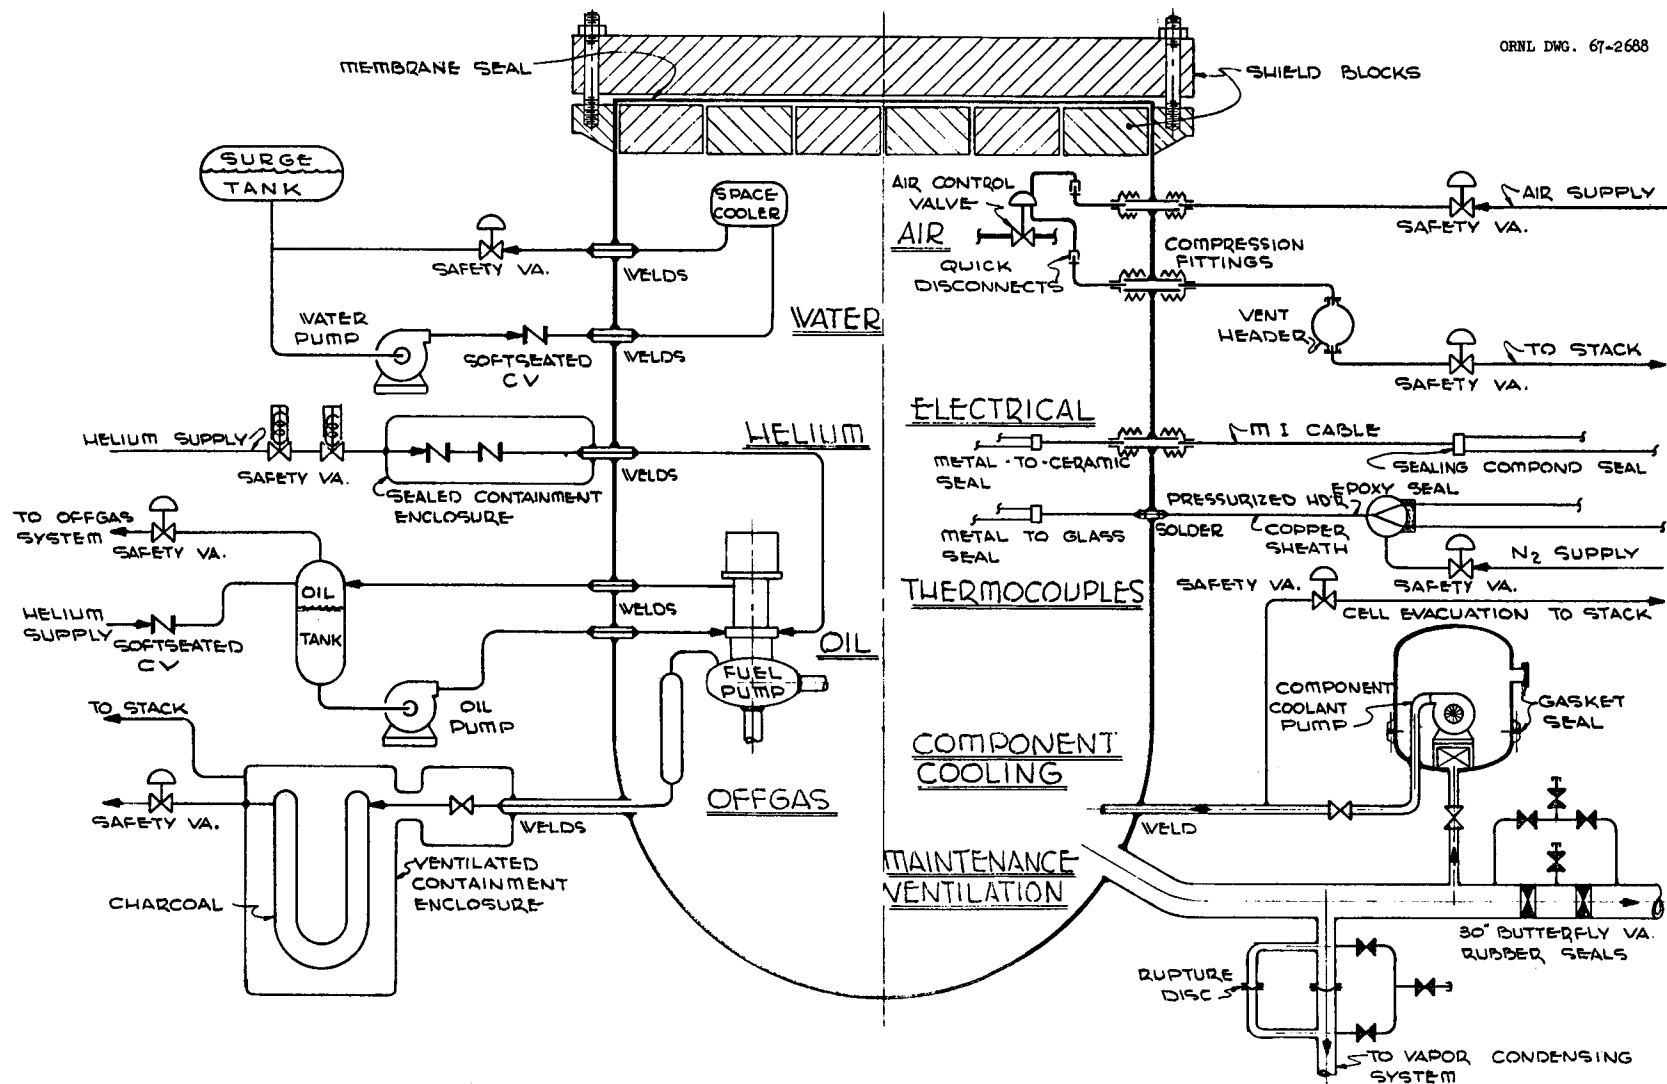 ORNL DWG. 67-2688
MEMBRANE SEAL
SHIELD BLOCKS
SURGE
TANK
SPACE
COOLER
SAFETY VA.
WELDS
WATER
PUMP
SOFTSEATED
CV
WELDS
WATER
AIR CONTROL
VALVE
AIR
QUICK
DISCONNECTS
COMPRESSION
FITTINGS
AIR SUPPLY
SAFETY VA.
VENT
HEADER
TO STACK
SAFETY VA.
HELIUM SUPPLY
SAFETY VA.
SEALED CONTAINMENT
ENCLOSURE
WELDS
HELIUM
ELECTRICAL
METAL-TO-CERAMIC
SEAL
M I CABLE
SEALING COMPOND SEAL
PRESSURIZED HD'R
EPOXY SEAL
METAL TO GLASS
SEAL
SOLDER
COPPER
SHEATH
N2 SUPPLY
SAFETY VA.
THERMOCOUPLES
SAFETY VA.
CELL EVACUATION TO STACK
TO OFFGAS
SYSTEM
SAFETY VA.
OIL
TANK
HELIUM
SUPPLY
SOFTSEATED
CV
WELDS
OIL
PUMP
FUEL
PUMP
OIL
TO STACK
SAFETY VA.
WELDS
OFFGAS
VENTILATED
CONTAINMENT
ENCLOSURE
CHARCOAL
COMPONENT
COOLANT
PUMP
GASKET
SEAL
COMPONENT
COOLING
WELD
MAINTENANCE
VENTILATION
30" BUTTERFLY VA.
RUBBER SEALS
RUPTURE
DISC
TO VAPOR CONDENSING
SYSTEM